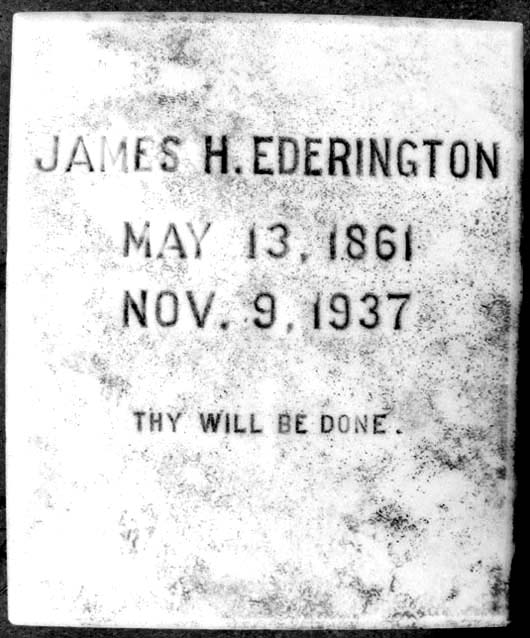 JAMES H. EDERINGTON
MAY 13, 1861
NOV. 9, 1937
THY WILL BE DONE.